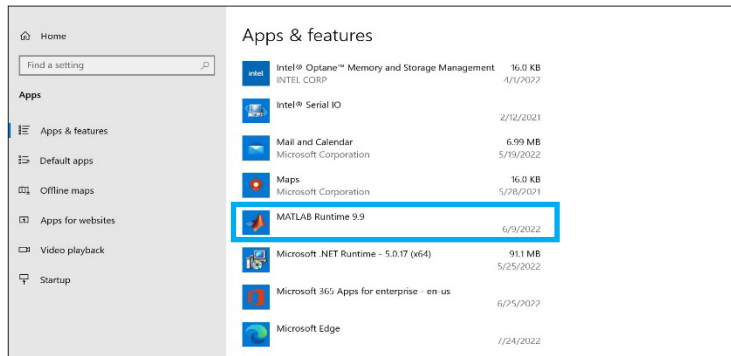 Home
Find a setting
Apps
Apps & features
Default apps
Offline maps
Apps for websites
Video playback
Startup
Apps & features
intel
Intel® Optane™ Memory and Storage Management 16.0 KB
INTEL CORP 4/1/2022
Intel® Serial IO
2/12/2021
Mail and Calendar 6.99 MB
Microsoft Corporation 5/19/2022
Maps 16.0 KB
Microsoft Corporation 5/28/2021
MATLAB Runtime 9.9
6/9/2022
Microsoft .NET Runtime - 5.0.17 (x64) 91.1 MB
5/25/2022
Microsoft 365 Apps for enterprise - en-us
6/25/2022
Microsoft Edge
7/24/2022